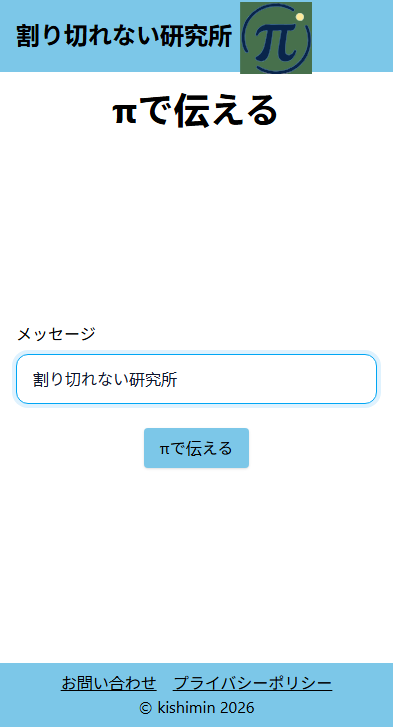 割り切れない研究所 π
πで伝える
メッセージ
割り切れない研究所
πで伝える
お問い合わせ プライバシーポリシー
© kishimin 2026